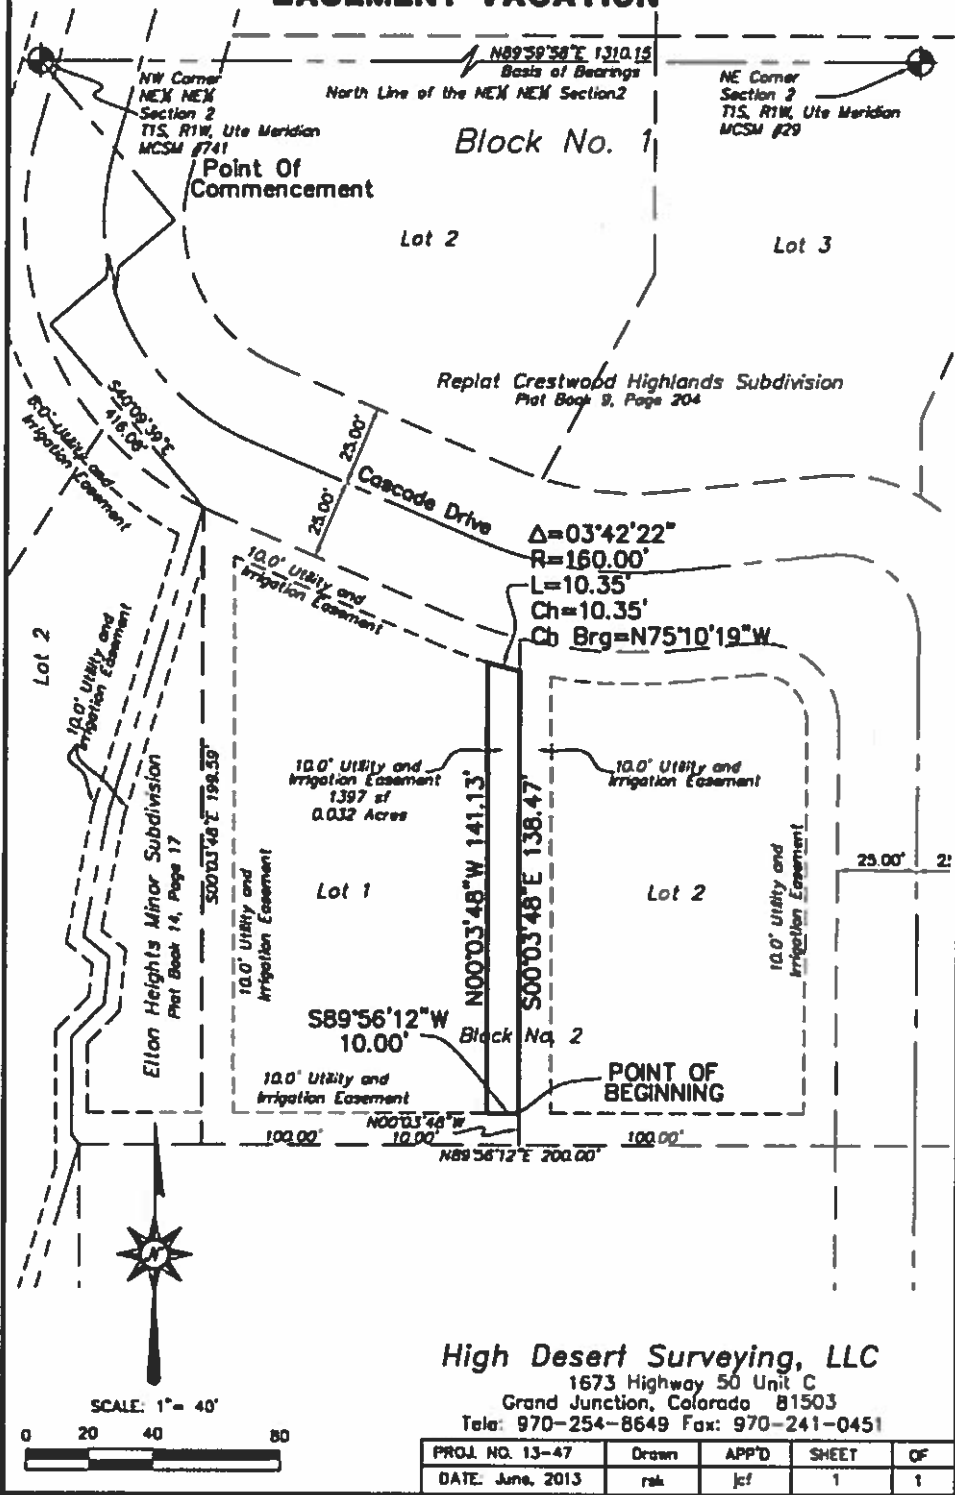 EASEMENT VACATION
N89°59'58"E 1310.15
Basis of Bearings
North Line of the NE¼ NE¼ Section2
NW Corner
NE¼ NE¼
Section 2
T1S, R1W, Ute Meridian
MCSM #741
Point Of
Commencement
NE Corner
Section 2
T1S, R1W, Ute Meridian
MCSM #29
Block No. 1
Lot 2
Lot 3
Replat Crestwood Highlands Subdivision
Plat Book 9, Page 204
S40°09'39"E
416.08'
6.0' Utility and
Irrigation Easement
25.00'
25.00'
Cascade Drive
10.0' Utility and
Irrigation Easement
Δ=03°42'22"
R=160.00'
L=10.35'
Ch=10.35'
Ch Brg=N75°10'19"W
Lot 2
10.0' Utility and
Irrigation Easement
Elton Heights Minor Subdivision
Plat Book 14, Page 17
S00°03'48"E 199.59'
10.0' Utility and
Irrigation Easement
1397 sf
0.032 Acres
10.0' Utility and
Irrigation Easement
N00°03'48"W 141.13'
S00°03'48"E 138.47'
Lot 1
Lot 2
10.0' Utility and
Irrigation Easement
10.0' Utility and
Irrigation Easement
25.00'
S89°56'12"W
10.00'
Block No. 2
POINT OF
BEGINNING
10.0' Utility and
Irrigation Easement
N00°03'48"W
10.00'
100.00'
100.00'
N89°56'12"E 200.00'
N
SCALE: 1"= 40'
0 20 40 80
High Desert Surveying, LLC
1673 Highway 50 Unit C
Grand Junction, Colorado 81503
Tele: 970-254-8649 Fax: 970-241-0451
PROJ. NO. 13-47 Drawn APP'D SHEET OF
DATE: June, 2013 rsk jcf 1 1